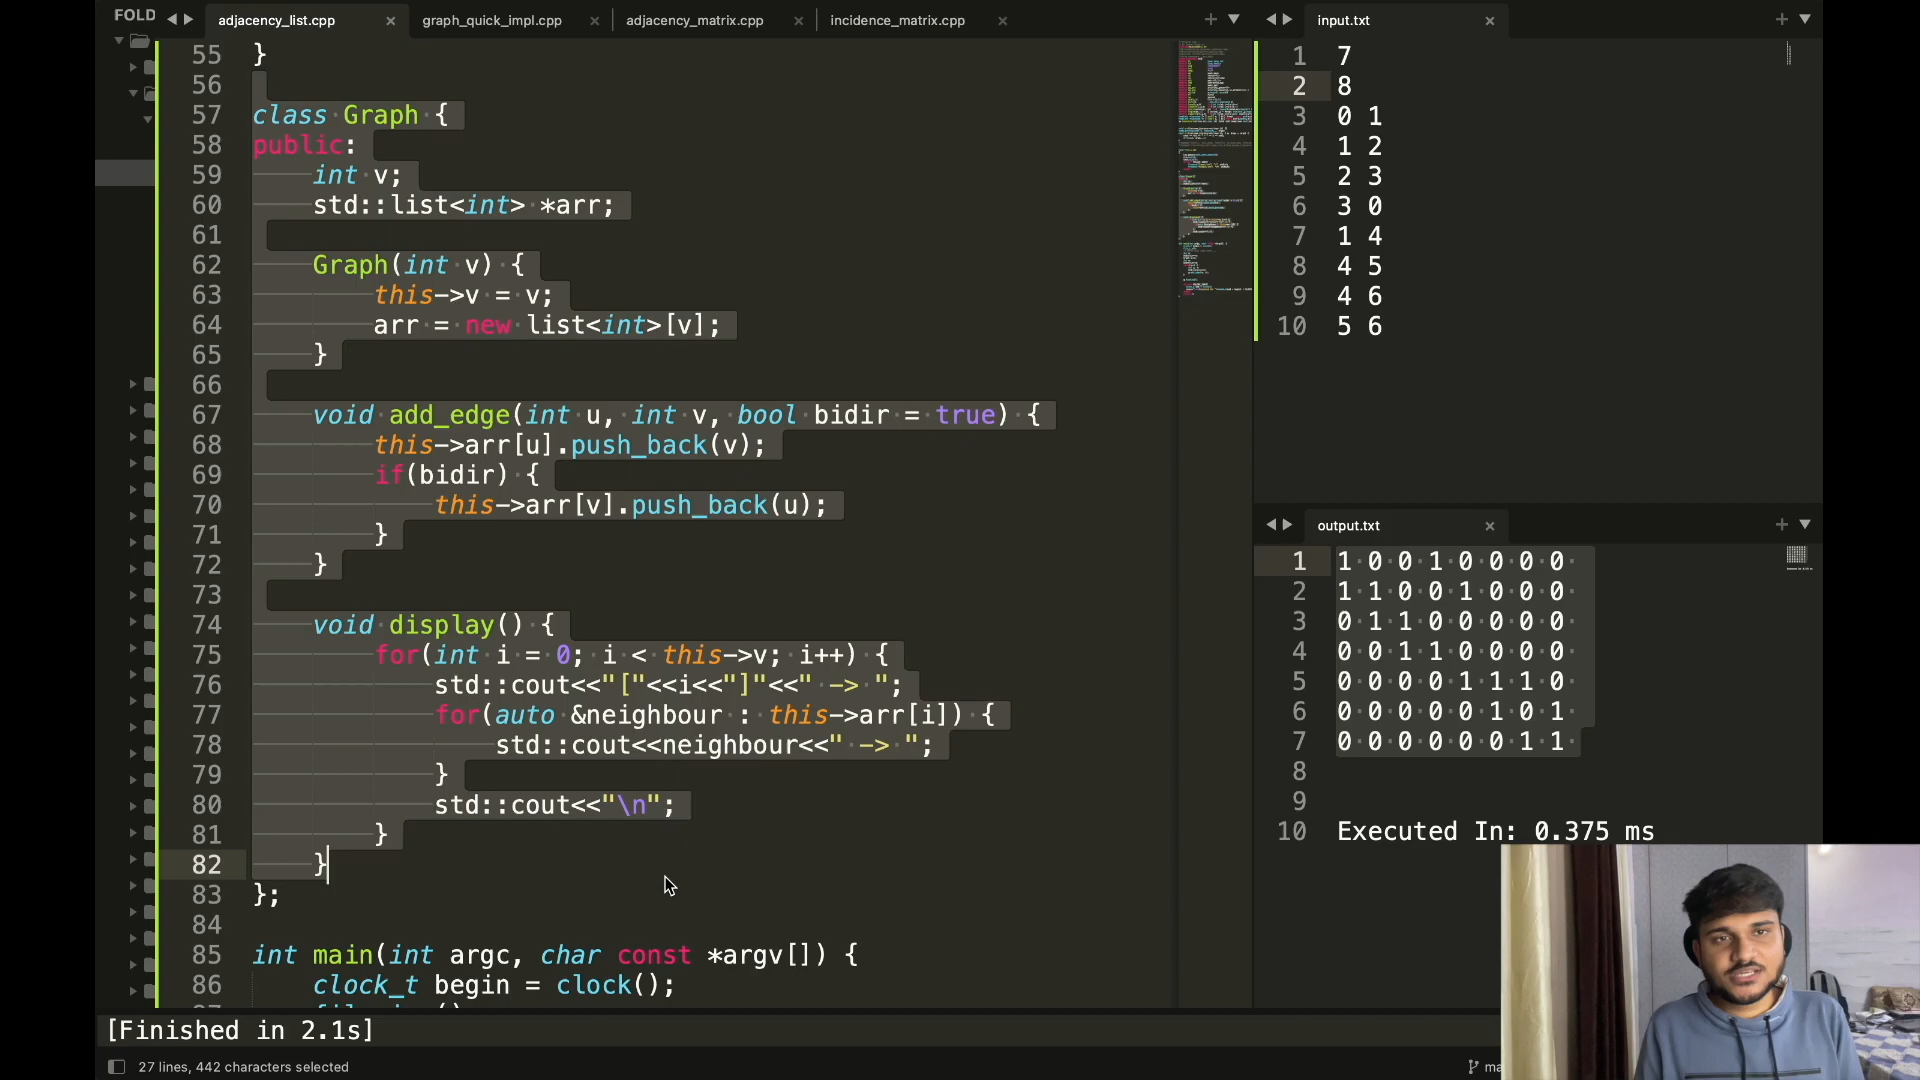 FOLD
adjacency_list.cpp
graph_quick_impl.cpp
adjacency_matrix.cpp
incidence_matrix.cpp
55 }
56
57 class Graph {
58 public:
59 int v;
60 std::list<int> *arr;
61
62 Graph(int v) {
63 this->v = v;
64 arr = new list<int>[v];
65 }
66
67 void add_edge(int u, int v, bool bidir = true) {
68 this->arr[u].push_back(v);
69 if(bidir) {
70 this->arr[v].push_back(u);
71 }
72 }
73
74 void display() {
75 for(int i = 0; i < this->v; i++) {
76 std::cout<<"["<<i<<"]"<<" -> ";
77 for(auto &neighbour : this->arr[i]) {
78 std::cout<<neighbour<<" -> ";
79 }
80 std::cout<<"\n";
81 }
82 }
83 };
84
85 int main(int argc, char const *argv[]) {
86 clock_t begin = clock();
input.txt
1 7
2 8
3 0 1
4 1 2
5 2 3
6 3 0
7 1 4
8 4 5
9 4 6
10 5 6
output.txt
1 1 0 0 1 0 0 0 0
2 1 1 0 0 1 0 0 0
3 0 1 1 0 0 0 0 0
4 0 0 1 1 0 0 0 0
5 0 0 0 0 1 1 1 0
6 0 0 0 0 0 1 0 1
7 0 0 0 0 0 0 1 1
8
9
10 Executed In: 0.375 ms
[Finished in 2.1s]
27 lines, 442 characters selected